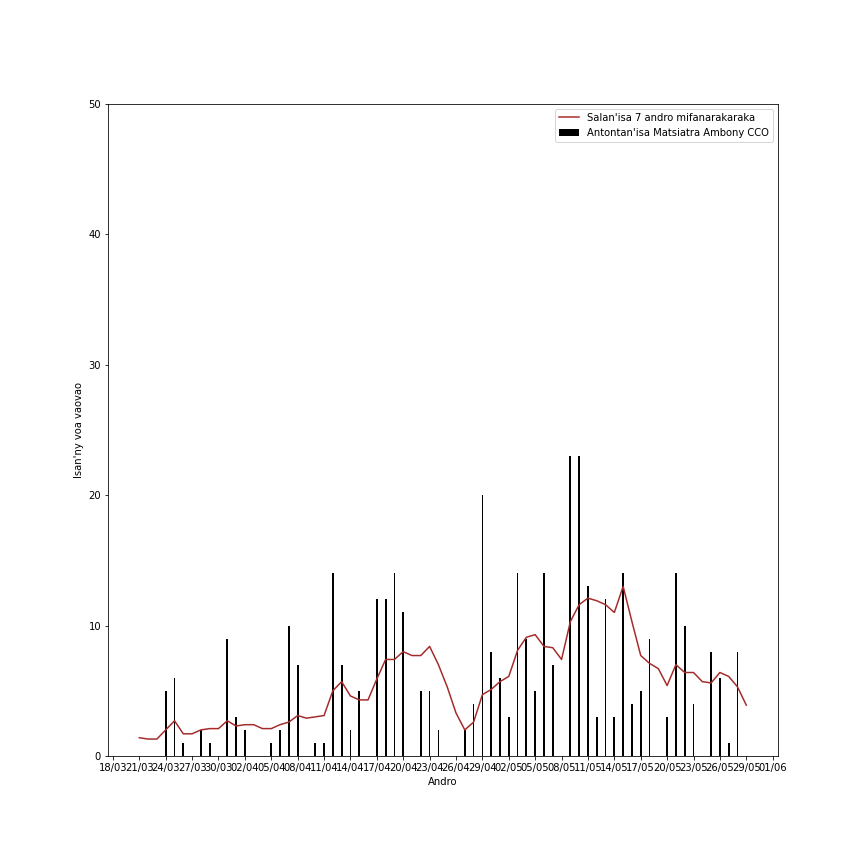 Salan'isa 7 andro mifanarakaraka
Antontan'isa Matsiatra Ambony CCO
50
40
30
20
10
0
Isan'ny voa vaovao
18/03 21/03 24/03 27/03 30/03 02/04 05/04 08/04 11/04 14/04 17/04 20/04 23/04 26/04 29/04 02/05 05/05 08/05 11/05 14/05 17/05 20/05 23/05 26/05 29/05 01/06
Andro